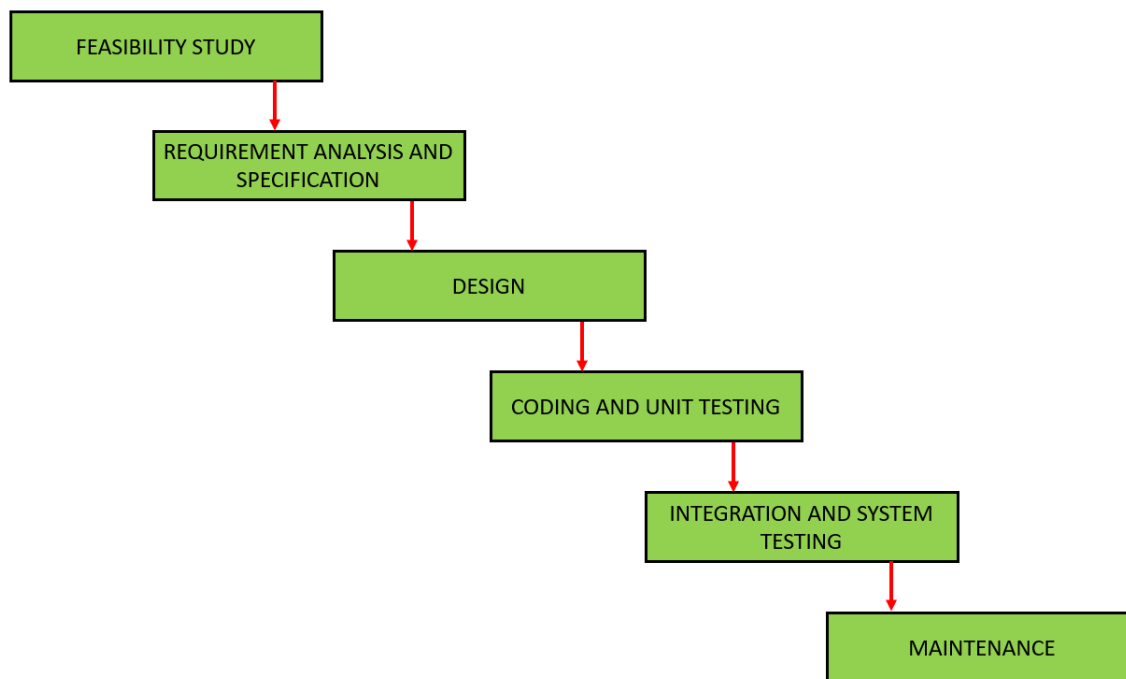 FEASIBILITY STUDY
REQUIREMENT ANALYSIS AND
SPECIFICATION
DESIGN
CODING AND UNIT TESTING
INTEGRATION AND SYSTEM
TESTING
MAINTENANCE